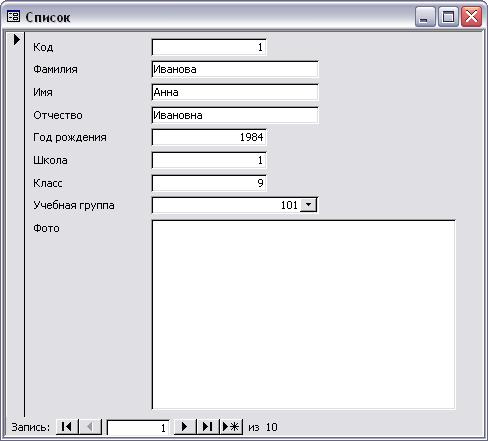 Список
Код 1
Фамилия Иванова
Имя Анна
Отчество Ивановна
Год рождения 1984
Школа 1
Класс 9
Учебная группа 101
Фото
Запись: 1 из 10